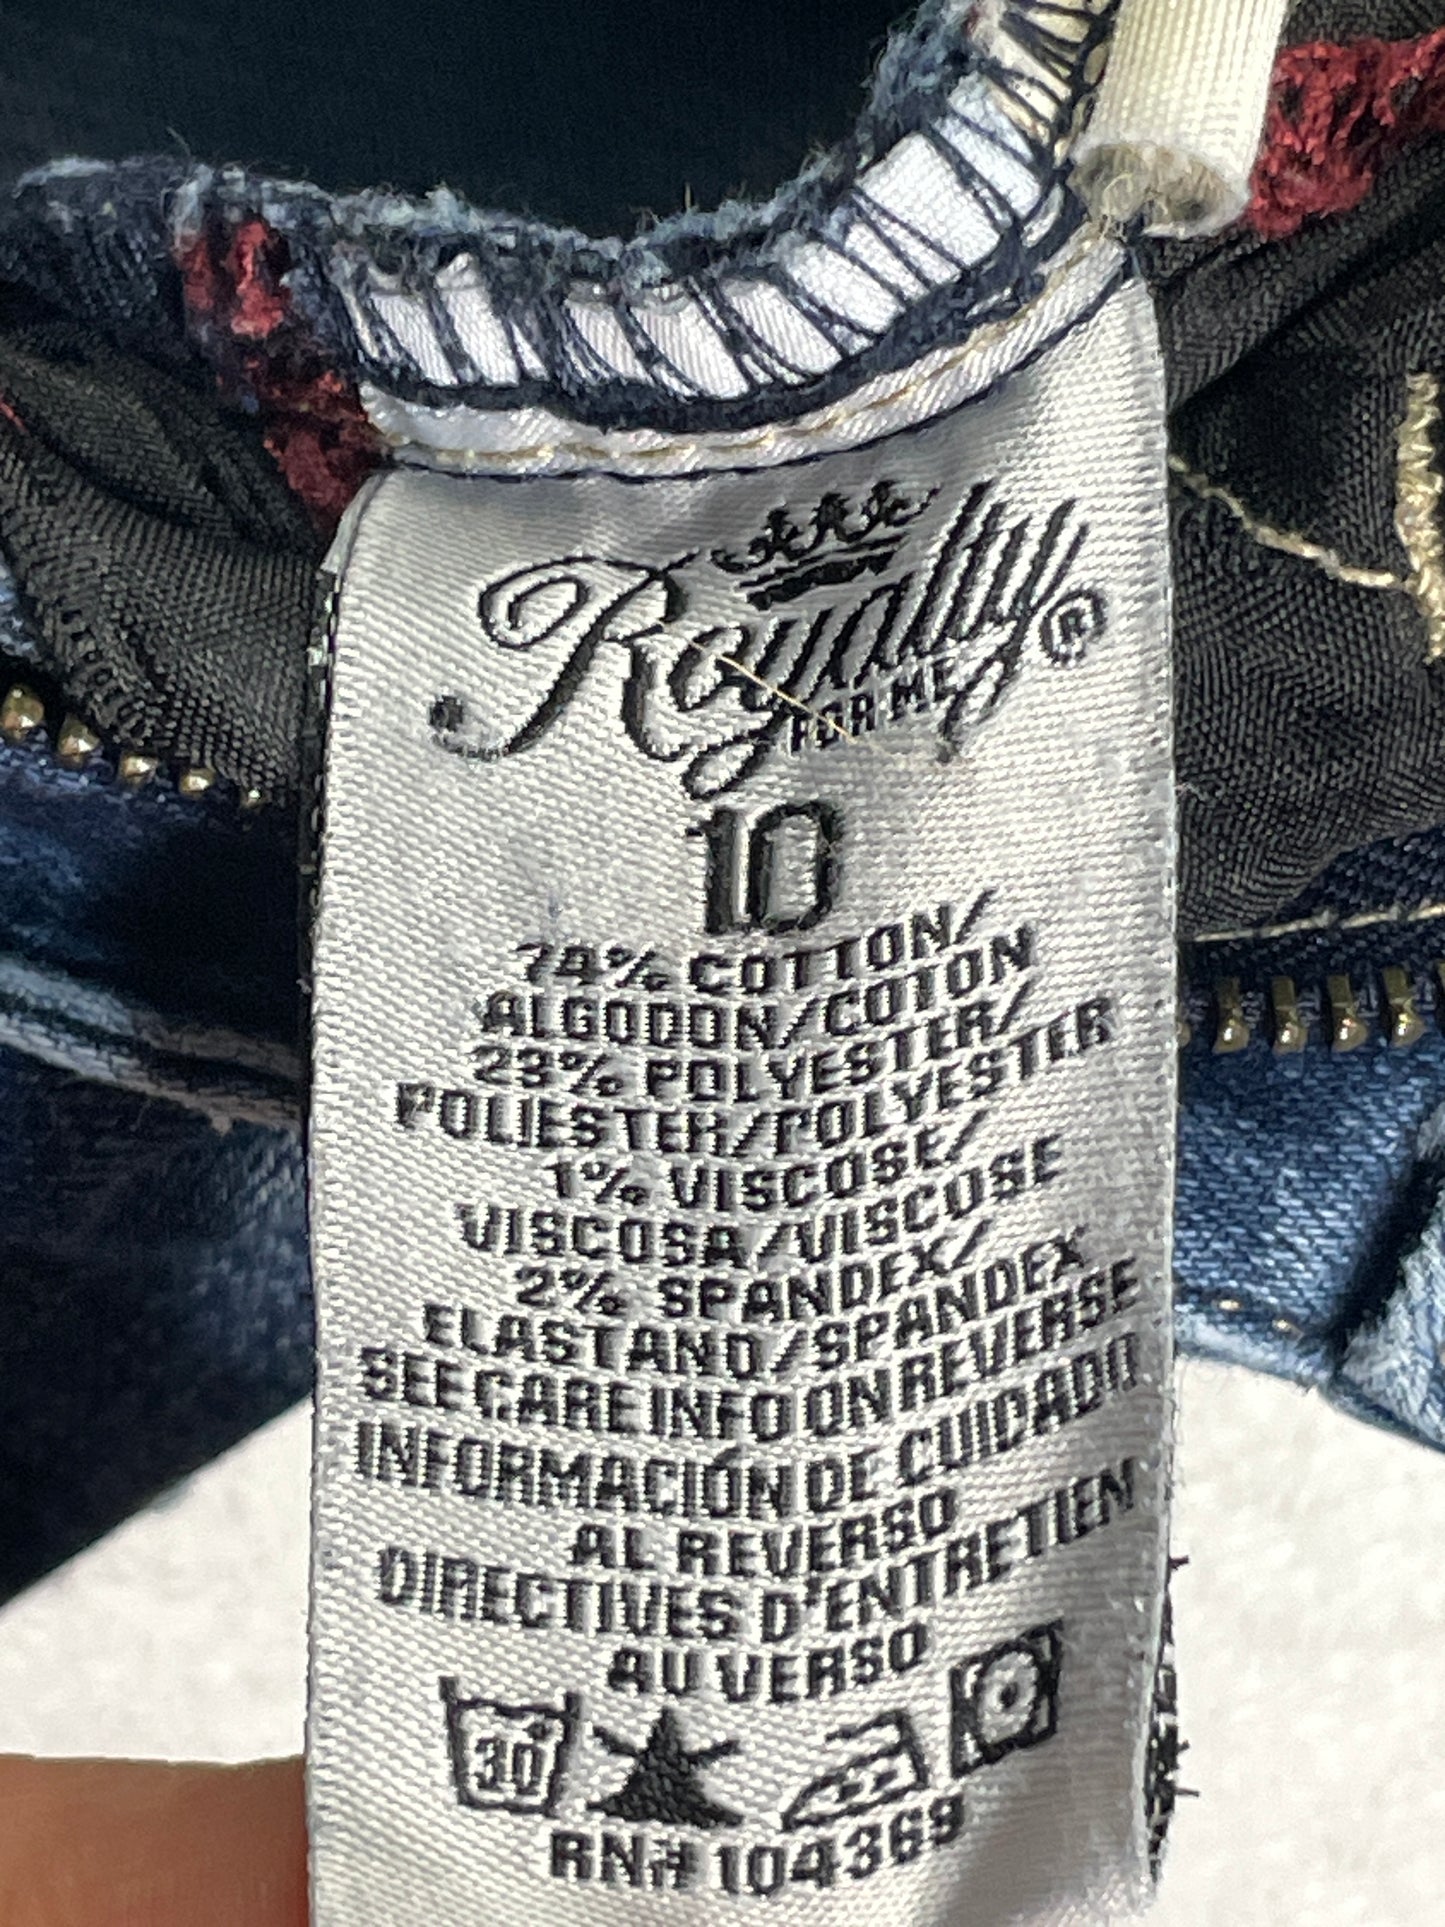 Royalty®
FOR ME
10
74% COTTON/
ALGODON/COTON
23% POLYESTER/
POLIESTER/POLYESTER
1% VISCOSE/
VISCOSA/VISCOSE
2% SPANDEX/
ELASTANO/SPANDEX
SEE CARE INFO ON REVERSE
INFORMACIÓN DE CUIDADO
AL REVERSO
DIRECTIVES D'ENTRETIEN
AU VERSO
30°
RN# 104369